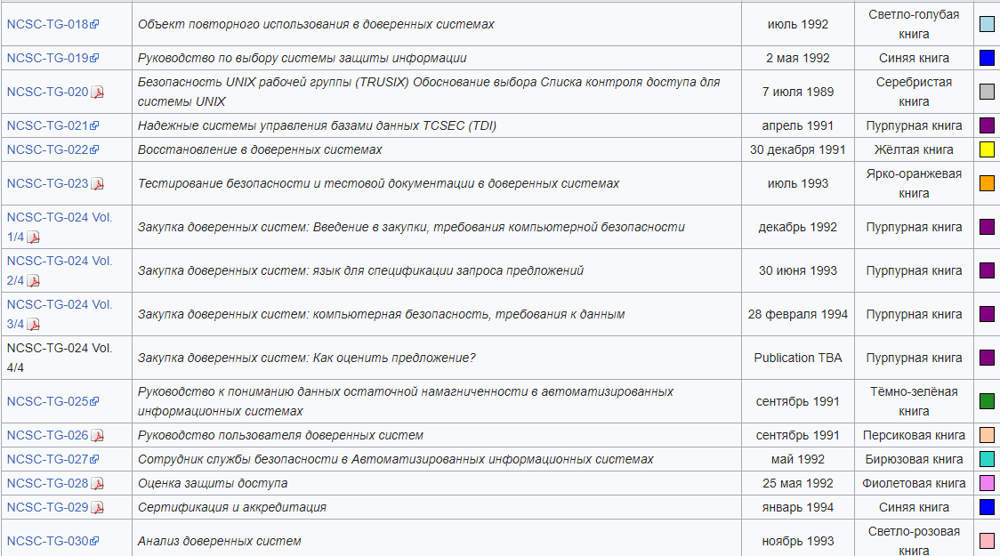 NCSC-TG-018 Объект повторного использования в доверенных системах июль 1992 Светло-голубая
книга
NCSC-TG-019 Руководство по выбору системы защиты информации 2 мая 1992 Синяя книга
NCSC-TG-020 Безопасность UNIX рабочей группы (TRUSIX) Обоснование выбора Списка контроля доступа для
системы UNIX 7 июля 1989 Серебристая
книга
NCSC-TG-021 Надежные системы управления базами данных TCSEC (TDI) апрель 1991 Пурпурная книга
NCSC-TG-022 Восстановление в доверенных системах 30 декабря 1991 Жёлтая книга
NCSC-TG-023 Тестирование безопасности и тестовой документации в доверенных системах июль 1993 Ярко-оранжевая
книга
NCSC-TG-024 Vol.
1/4 Закупка доверенных систем: Введение в закупки, требования компьютерной безопасности декабрь 1992 Пурпурная книга
NCSC-TG-024 Vol.
2/4 Закупка доверенных систем: язык для спецификации запроса предложений 30 июня 1993 Пурпурная книга
NCSC-TG-024 Vol.
3/4 Закупка доверенных систем: компьютерная безопасность, требования к данным 28 февраля 1994 Пурпурная книга
NCSC-TG-024 Vol.
4/4 Закупка доверенных систем: Как оценить предложение? Publication TBA Пурпурная книга
NCSC-TG-025 Руководство к пониманию данных остаточной намагниченности в автоматизированных
информационных системах сентябрь 1991 Тёмно-зелёная
книга
NCSC-TG-026 Руководство пользователя доверенных систем сентябрь 1991 Персиковая книга
NCSC-TG-027 Сотрудник службы безопасности в Автоматизированных информационных системах май 1992 Бирюзовая книга
NCSC-TG-028 Оценка защиты доступа 25 мая 1992 Фиолетовая книга
NCSC-TG-029 Сертификация и аккредитация январь 1994 Синяя книга
NCSC-TG-030 Анализ доверенных систем ноябрь 1993 Светло-розовая
книга